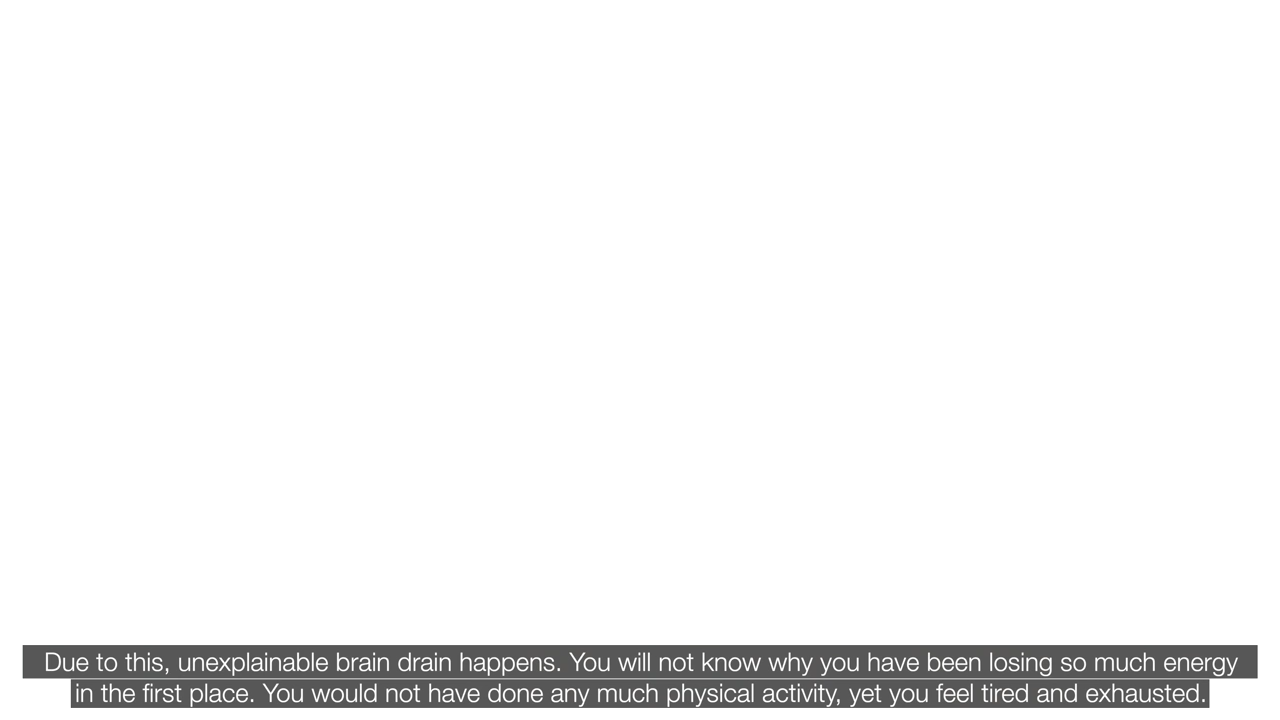 Due to this, unexplainable brain drain happens. You will not know why you have been losing so much energy
in the first place. You would not have done any much physical activity, yet you feel tired and exhausted.